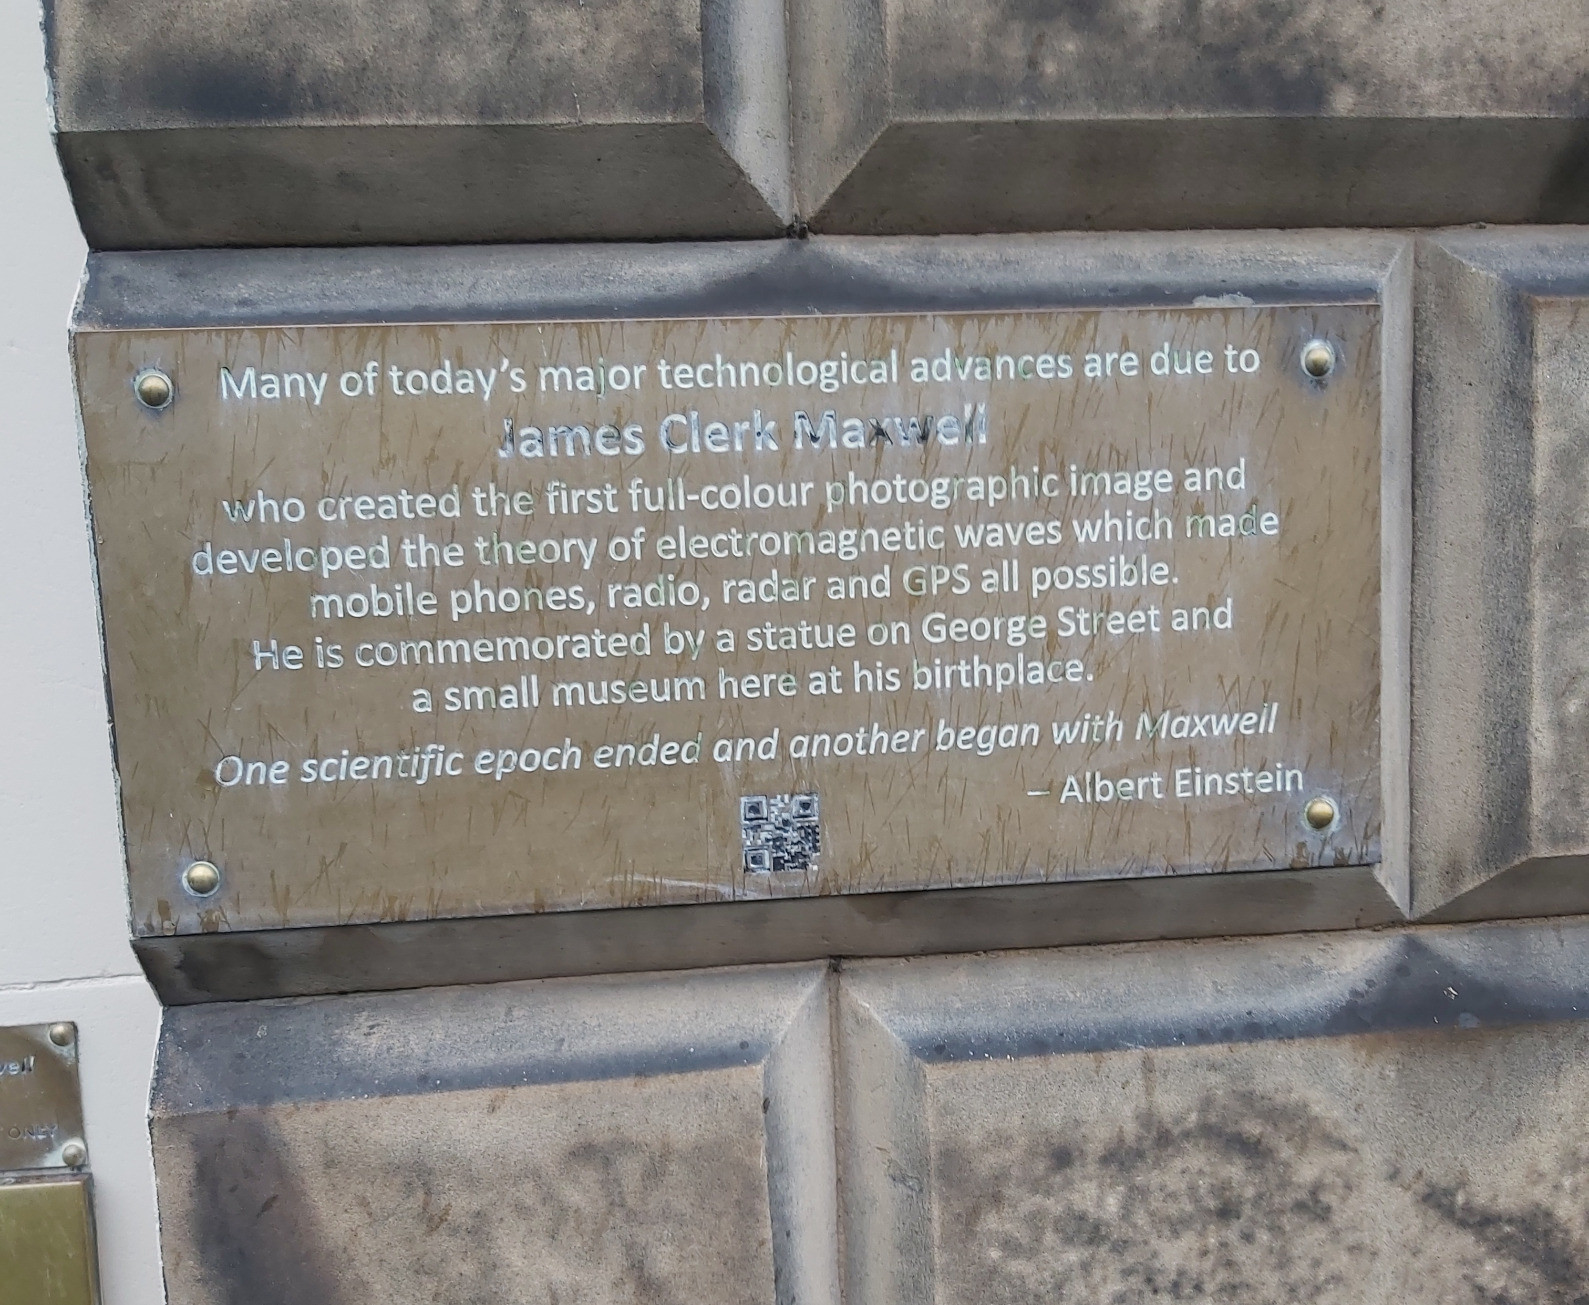 Many of today's major technological advances are due to
James Clerk Maxwell
who created the first full-colour photographic image and
developed the theory of electromagnetic waves which made
mobile phones, radio, radar and GPS all possible.
He is commemorated by a statue on George Street and
a small museum here at his birthplace.
One scientific epoch ended and another began with Maxwell
– Albert Einstein
ONLY